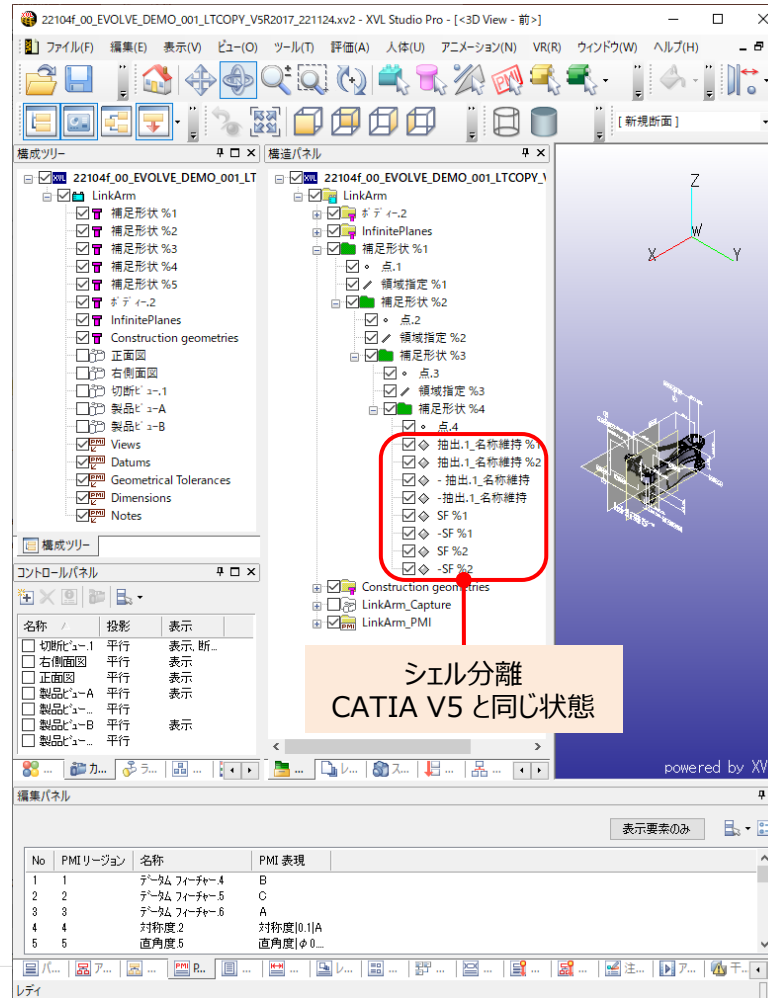 22104f_00_EVOLVE_DEMO_001_LTCOPY_V5R2017_221124.xv2 - XVL Studio Pro - [<3D View - 前>]
ファイル(F) 編集(E) 表示(V) ビュー(O) ツール(T) 評価(A) 人体(U) アニメーション(N) VR(R) ウィンドウ(W) ヘルプ(H)
[ 新規断面 ]
構成ツリー
22104f_00_EVOLVE_DEMO_001_LT
LinkArm
補足形状 %1
補足形状 %2
補足形状 %3
補足形状 %4
補足形状 %5
ボディー.2
InfinitePlanes
Construction geometries
正面図
右側面図
切断ビュー.1
製品ビューA
製品ビューB
Views
Datums
Geometrical Tolerances
Dimensions
Notes
構成ツリー
構造パネル
22104f_00_EVOLVE_DEMO_001_LTCOPY_V
LinkArm
ボディー.2
InfinitePlanes
補足形状 %1
点.1
領域指定 %1
補足形状 %2
点.2
領域指定 %2
補足形状 %3
点.3
領域指定 %3
補足形状 %4
点.4
抽出.1_名称維持 %1
抽出.1_名称維持 %2
- 抽出.1_名称維持
-抽出.1_名称維持
SF %1
-SF %1
SF %2
-SF %2
Construction geometries
LinkArm_Capture
LinkArm_PMI
シェル分離
CATIA V5 と同じ状態
Z
W
X Y
powered by XV
コントロールパネル
名称 投影 表示
切断ビュー.1 平行 表示, 断...
右側面図 平行 表示
正面図 平行 表示
製品ビューA 平行 表示
製品ビュー... 平行
製品ビューB 平行 表示
製品ビュー... 平行
... カ... ラ... ...
... レ... ス... ... ...
編集パネル
表示要素のみ
No PMI リージョン 名称 PMI 表現
1 1 データム フィーチャー.4 B
2 2 データム フィーチャー.5 C
3 3 データム フィーチャー.6 A
4 4 対称度.2 対称度|0.1|A
5 5 直角度.5 直角度|φ0...
パ... ア... ... P... ... ... レ... ... ... ... ... ... 注... ア... 干...
レディ